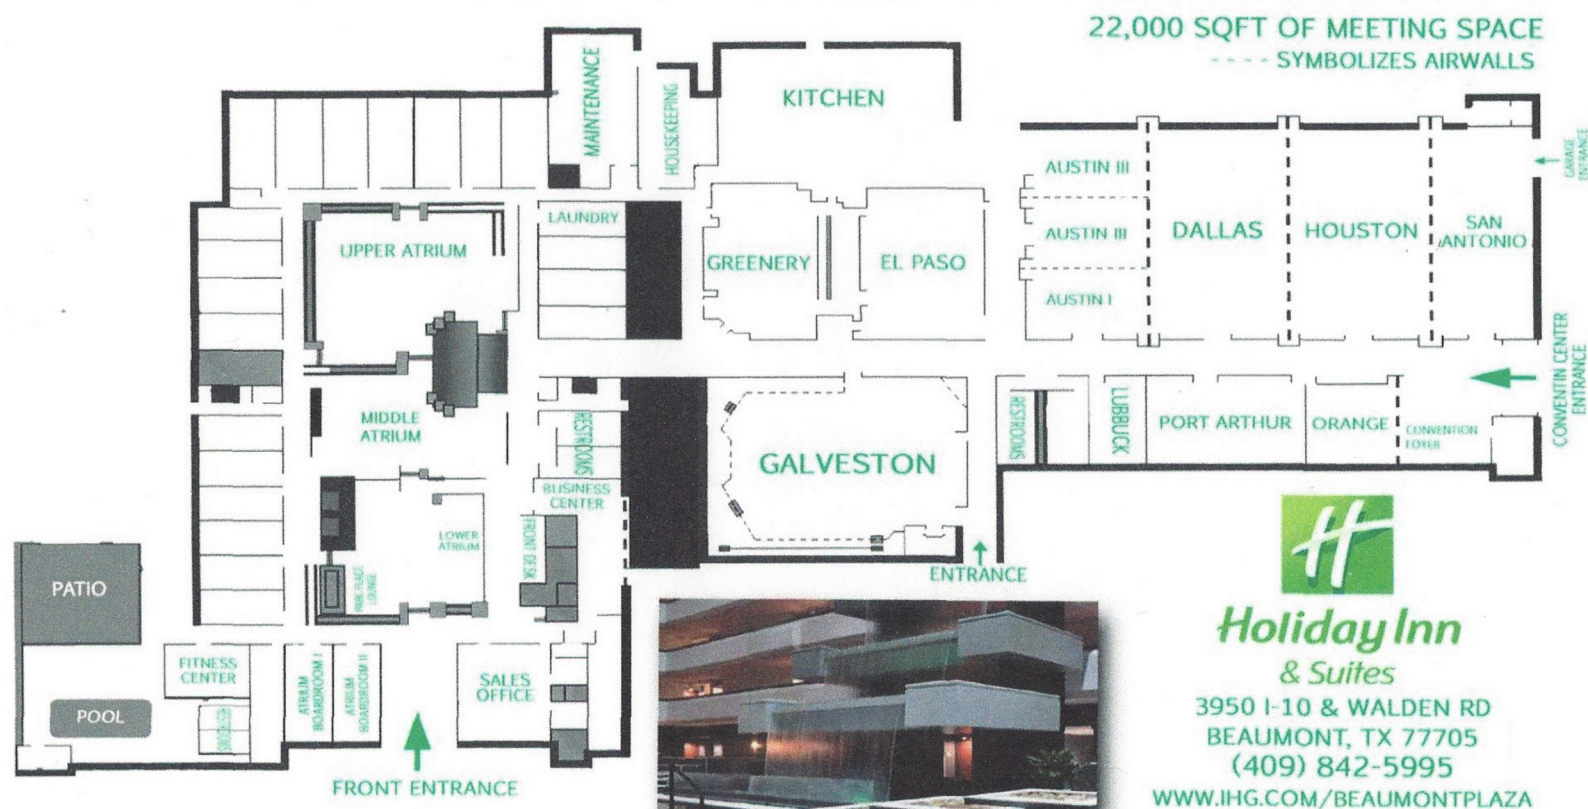 22,000 SQFT OF MEETING SPACE
---- SYMBOLIZES AIRWALLS
MAINTENANCE
HOUSEKEEPING
KITCHEN
AUSTIN III
AUSTIN III
AUSTIN I
DALLAS
HOUSTON
SAN
ANTONIO
GARAGE
ENTRANCE
LAUNDRY
UPPER ATRIUM
GREENERY
EL PASO
CONVENTIN CENTER
ENTRANCE
MIDDLE
ATRIUM
RESTROOMS
GALVESTON
RESTROOMS
LUBBUCK
PORT ARTHUR
ORANGE
CONVENTION
FOYER
BUSINESS
CENTER
FRONT DESK
LOWER
ATRIUM
PARK PLACE
LOUNGE
ENTRANCE
PATIO
FITNESS
CENTER
POOL
ATRIUM
BOARDROOM I
ATRIUM
BOARDROOM II
SALES
OFFICE
FRONT ENTRANCE
H
Holiday Inn
& Suites
3950 I-10 & WALDEN RD
BEAUMONT, TX 77705
(409) 842-5995
WWW.IHG.COM/BEAUMONTPLAZA